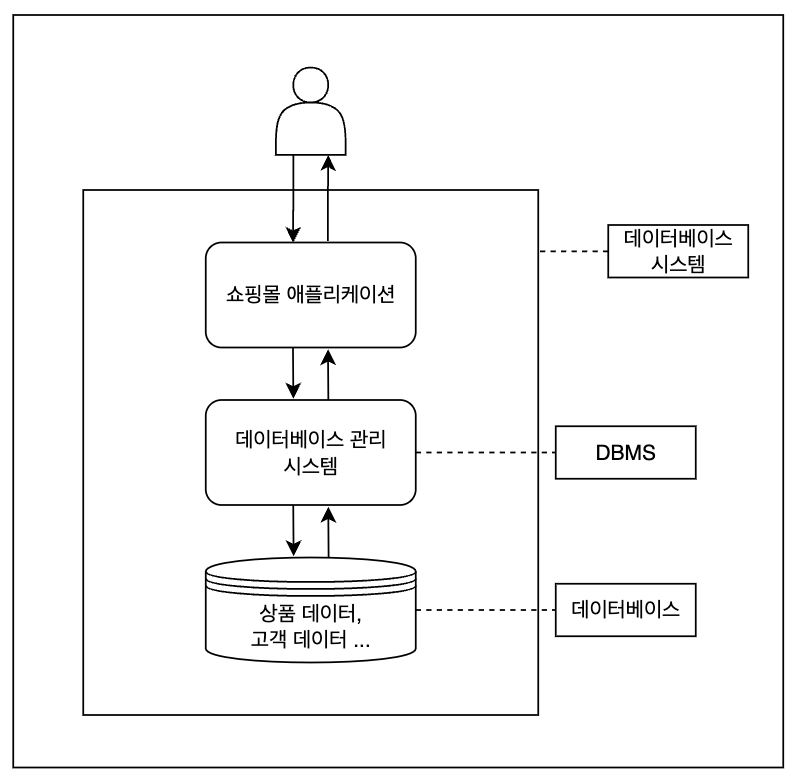 쇼핑몰 애플리케이션
데이터베이스
시스템
데이터베이스 관리
시스템
DBMS
상품 데이터,
고객 데이터 ...
데이터베이스